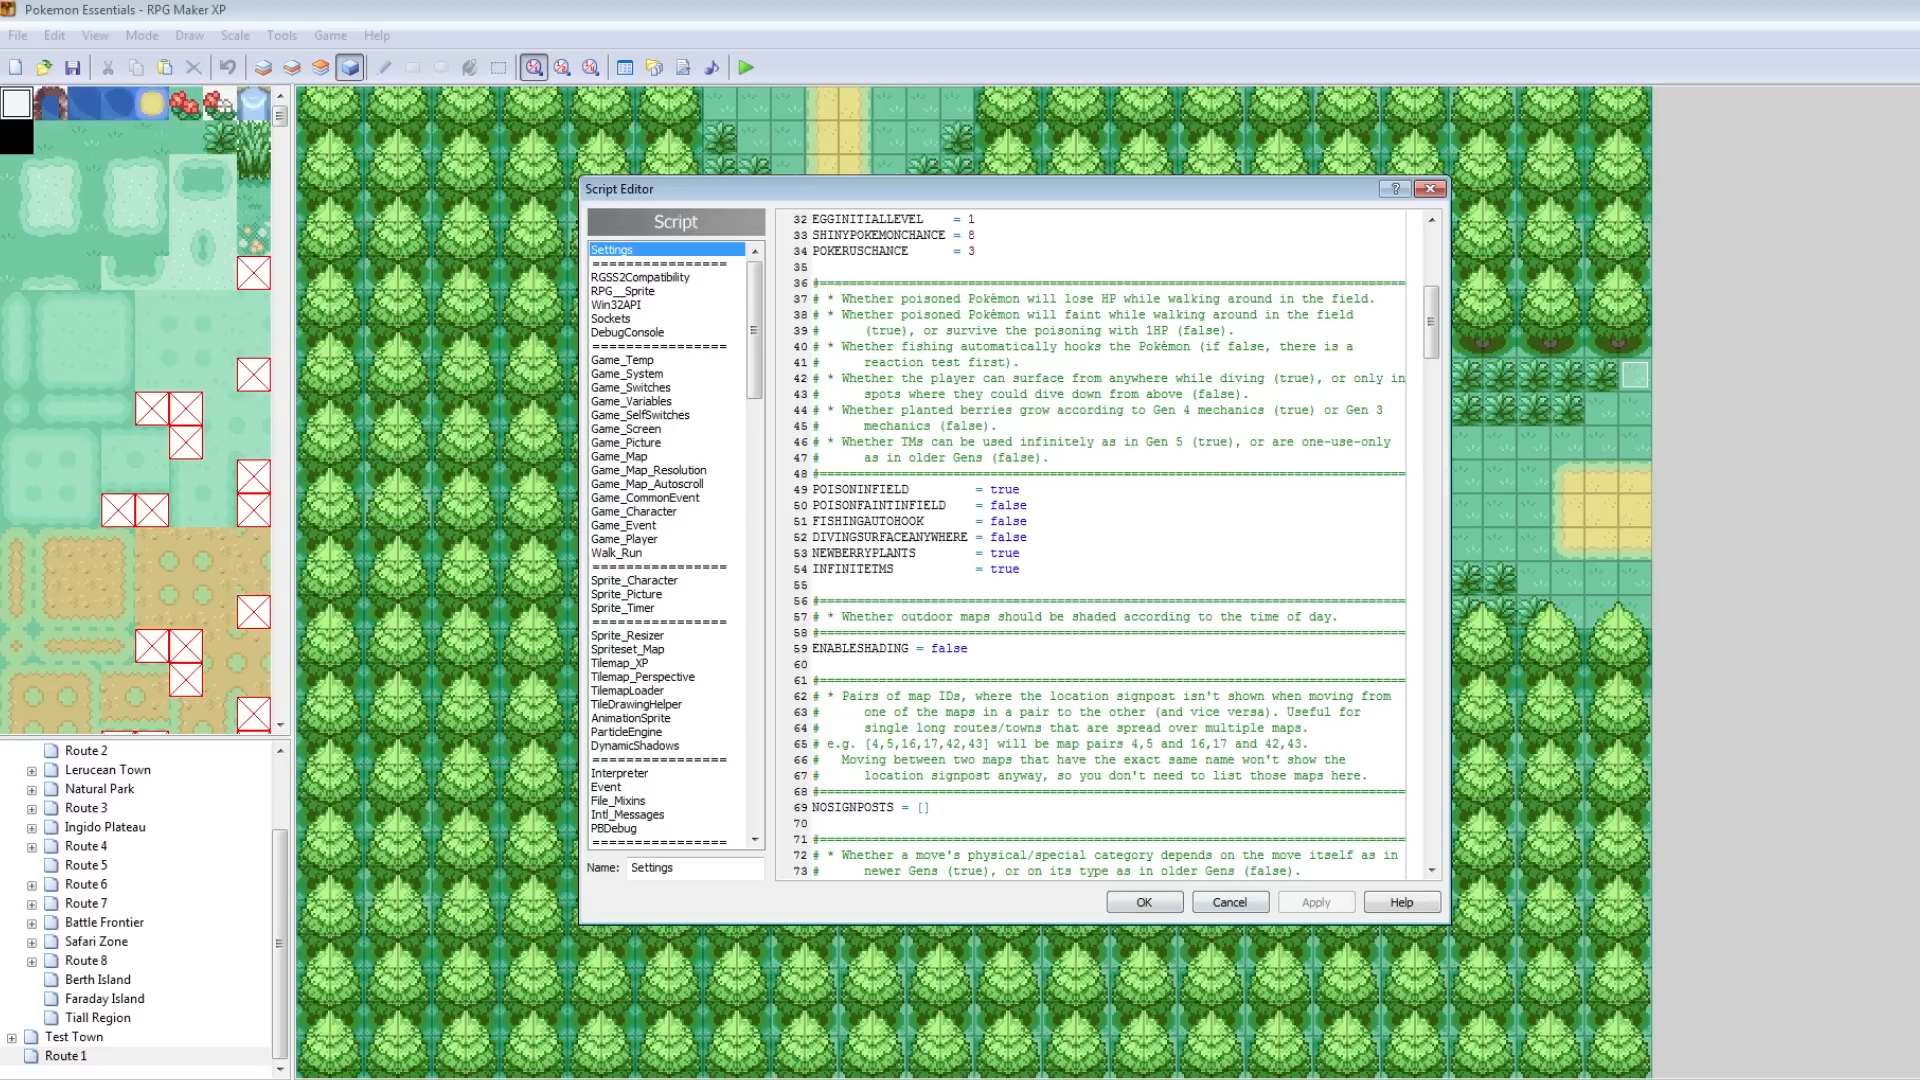 Pokemon Essentials - RPG Maker XP
File Edit View Mode Draw Scale Tools Game Help
Script Editor
Script
Settings
================
RGSS2Compatibility
RPG__Sprite
Win32API
Sockets
DebugConsole
================
Game_Temp
Game_System
Game_Switches
Game_Variables
Game_SelfSwitches
Game_Screen
Game_Picture
Game_Map
Game_Map_Resolution
Game_Map_Autoscroll
Game_CommonEvent
Game_Character
Game_Event
Game_Player
Walk_Run
================
Sprite_Character
Sprite_Picture
Sprite_Timer
================
Sprite_Resizer
Spriteset_Map
Tilemap_XP
Tilemap_Perspective
TilemapLoader
TileDrawingHelper
AnimationSprite
ParticleEngine
DynamicShadows
================
Interpreter
Event
File_Mixins
Intl_Messages
PBDebug
================
Name: Settings
32 EGGINITIALLEVEL = 1
33 SHINYPOKEMONCHANCE = 8
34 POKERUSCHANCE = 3
35
36 #===============================================================================
37 # * Whether poisoned Pokémon will lose HP while walking around in the field.
38 # * Whether poisoned Pokémon will faint while walking around in the field
39 # (true), or survive the poisoning with 1HP (false).
40 # * Whether fishing automatically hooks the Pokémon (if false, there is a
41 # reaction test first).
42 # * Whether the player can surface from anywhere while diving (true), or only in
43 # spots where they could dive down from above (false).
44 # * Whether planted berries grow according to Gen 4 mechanics (true) or Gen 3
45 # mechanics (false).
46 # * Whether TMs can be used infinitely as in Gen 5 (true), or are one-use-only
47 # as in older Gens (false).
48 #===============================================================================
49 POISONINFIELD = true
50 POISONFAINTINFIELD = false
51 FISHINGAUTOHOOK = false
52 DIVINGSURFACEANYWHERE = false
53 NEWBERRYPLANTS = true
54 INFINITETMS = true
55
56 #===============================================================================
57 # * Whether outdoor maps should be shaded according to the time of day.
58 #===============================================================================
59 ENABLESHADING = false
60
61 #===============================================================================
62 # * Pairs of map IDs, where the location signpost isn't shown when moving from
63 # one of the maps in a pair to the other (and vice versa). Useful for
64 # single long routes/towns that are spread over multiple maps.
65 # e.g. [4,5,16,17,42,43] will be map pairs 4,5 and 16,17 and 42,43.
66 # Moving between two maps that have the exact same name won't show the
67 # location signpost anyway, so you don't need to list those maps here.
68 #===============================================================================
69 NOSIGNPOSTS = []
70
71 #===============================================================================
72 # * Whether a move's physical/special category depends on the move itself as in
73 # newer Gens (true), or on its type as in older Gens (false).
OK Cancel Apply Help
Route 2
Lerucean Town
Natural Park
Route 3
Ingido Plateau
Route 4
Route 5
Route 6
Route 7
Battle Frontier
Safari Zone
Route 8
Berth Island
Faraday Island
Tiall Region
Test Town
Route 1